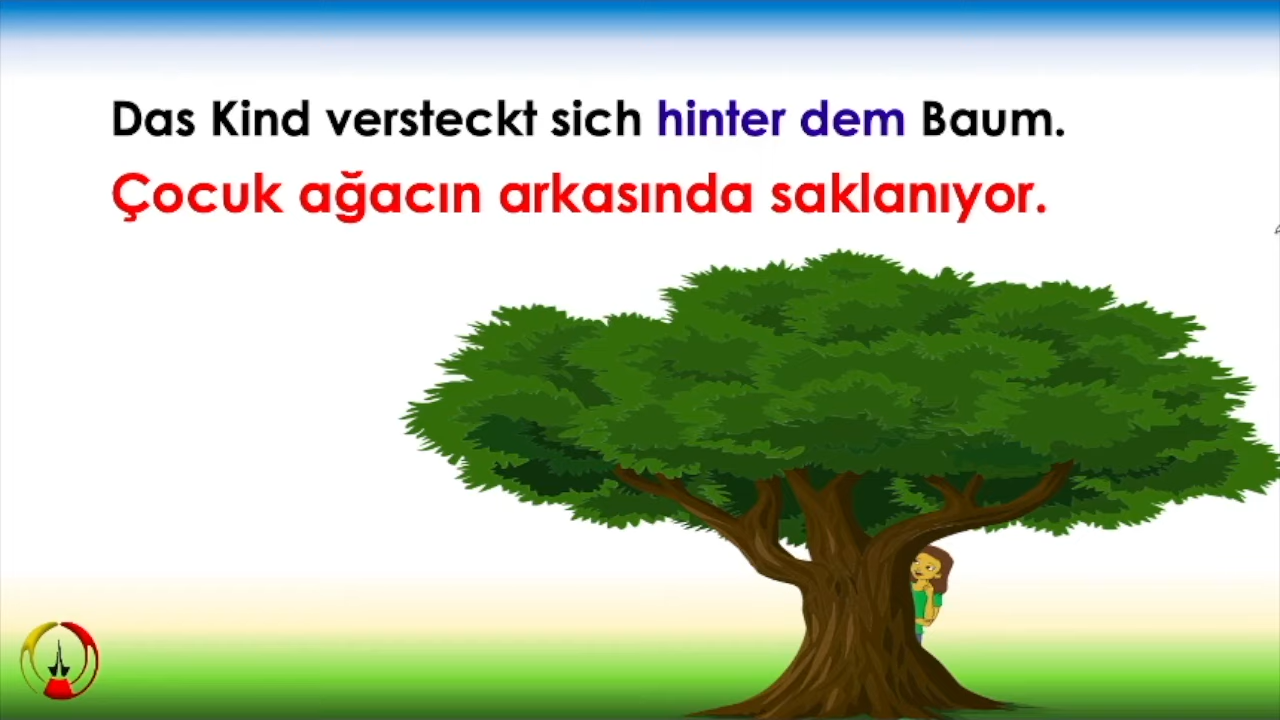 Das Kind versteckt sich hinter dem Baum.
Çocuk ağacın arkasında saklanıyor.